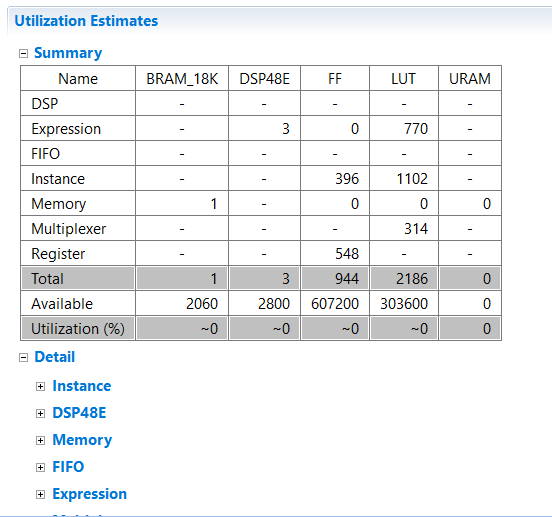 Utilization Estimates
Summary
Name BRAM_18K DSP48E FF LUT URAM
DSP - - - - -
Expression - 3 0 770 -
FIFO - - - - -
Instance - - 396 1102 -
Memory 1 - 0 0 0
Multiplexer - - - 314 -
Register - - 548 - -
Total 1 3 944 2186 0
Available 2060 2800 607200 303600 0
Utilization (%) ~0 ~0 ~0 ~0 0
Detail
Instance
DSP48E
Memory
FIFO
Expression